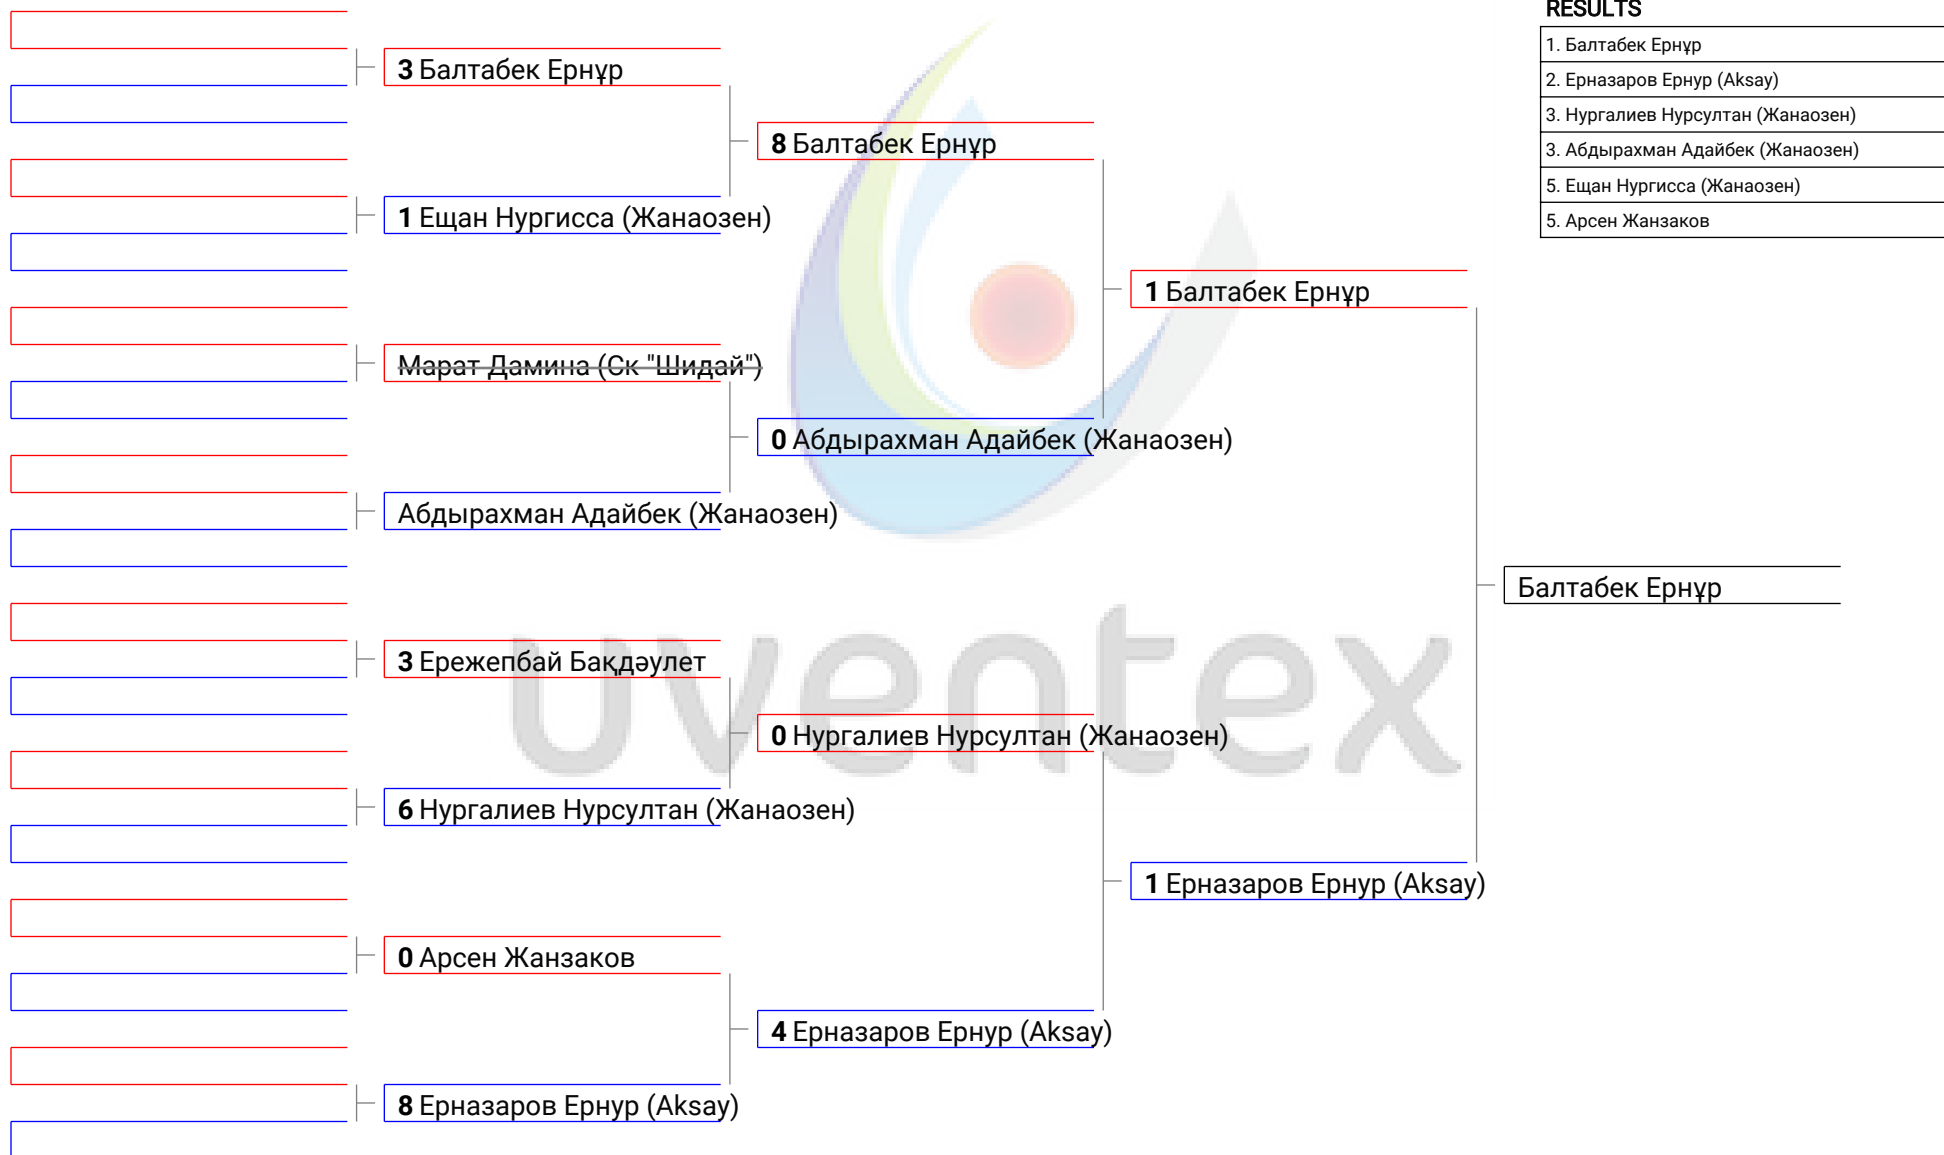 RESULTS
1. Балтабек Ернұр
2. Ерназаров Ернур (Aksay)
3. Нургалиев Нурсултан (Жанаозен)
3. Абдырахман Адайбек (Жанаозен)
5. Ещан Нургисса (Жанаозен)
5. Арсен Жанзаков
3 Балтабек Ернұр
8 Балтабек Ернұр
1 Ещан Нургисса (Жанаозен)
1 Балтабек Ернұр
Марат Дамина (Ск "Шидай")
0 Абдырахман Адайбек (Жанаозен)
Абдырахман Адайбек (Жанаозен)
Балтабек Ернұр
uventex
3 Ережепбай Бақдәулет
0 Нургалиев Нурсултан (Жанаозен)
6 Нургалиев Нурсултан (Жанаозен)
1 Ерназаров Ернур (Aksay)
0 Арсен Жанзаков
4 Ерназаров Ернур (Aksay)
8 Ерназаров Ернур (Aksay)